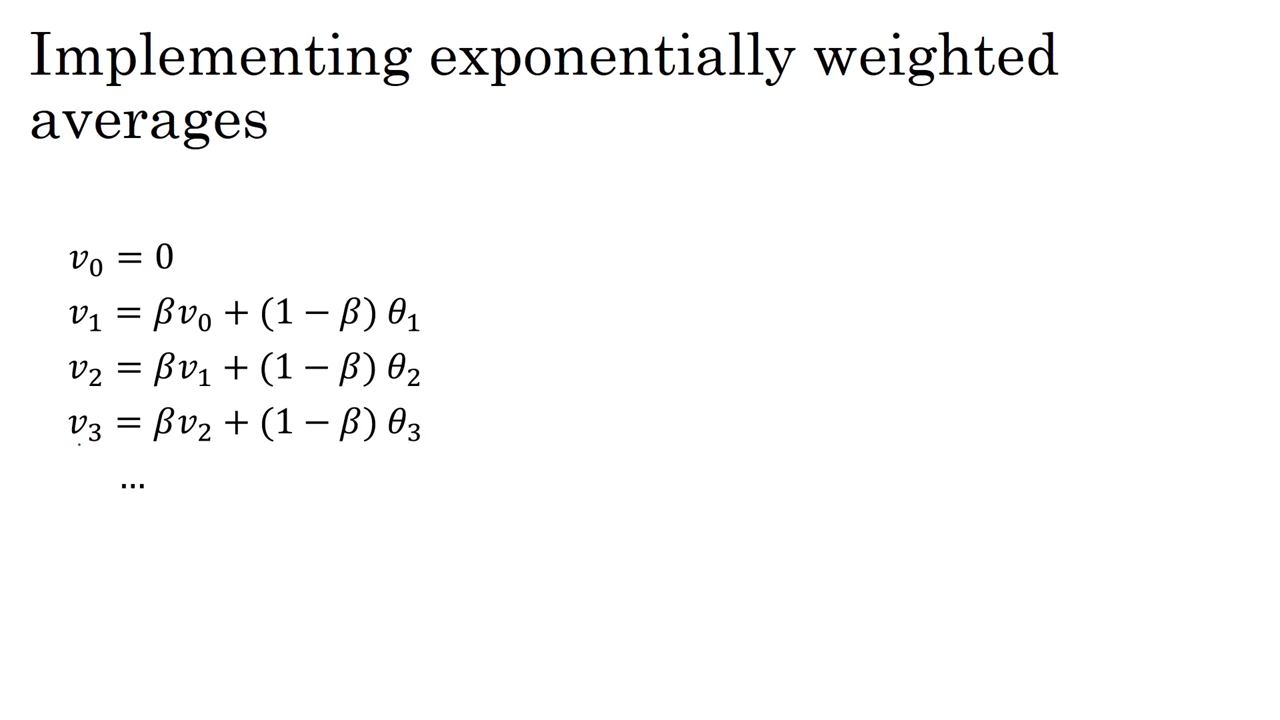 Implementing exponentially weighted
averages
v₀ = 0
v₁ = βv₀ + (1 − β) θ₁
v₂ = βv₁ + (1 − β) θ₂
v₃ = βv₂ + (1 − β) θ₃
...